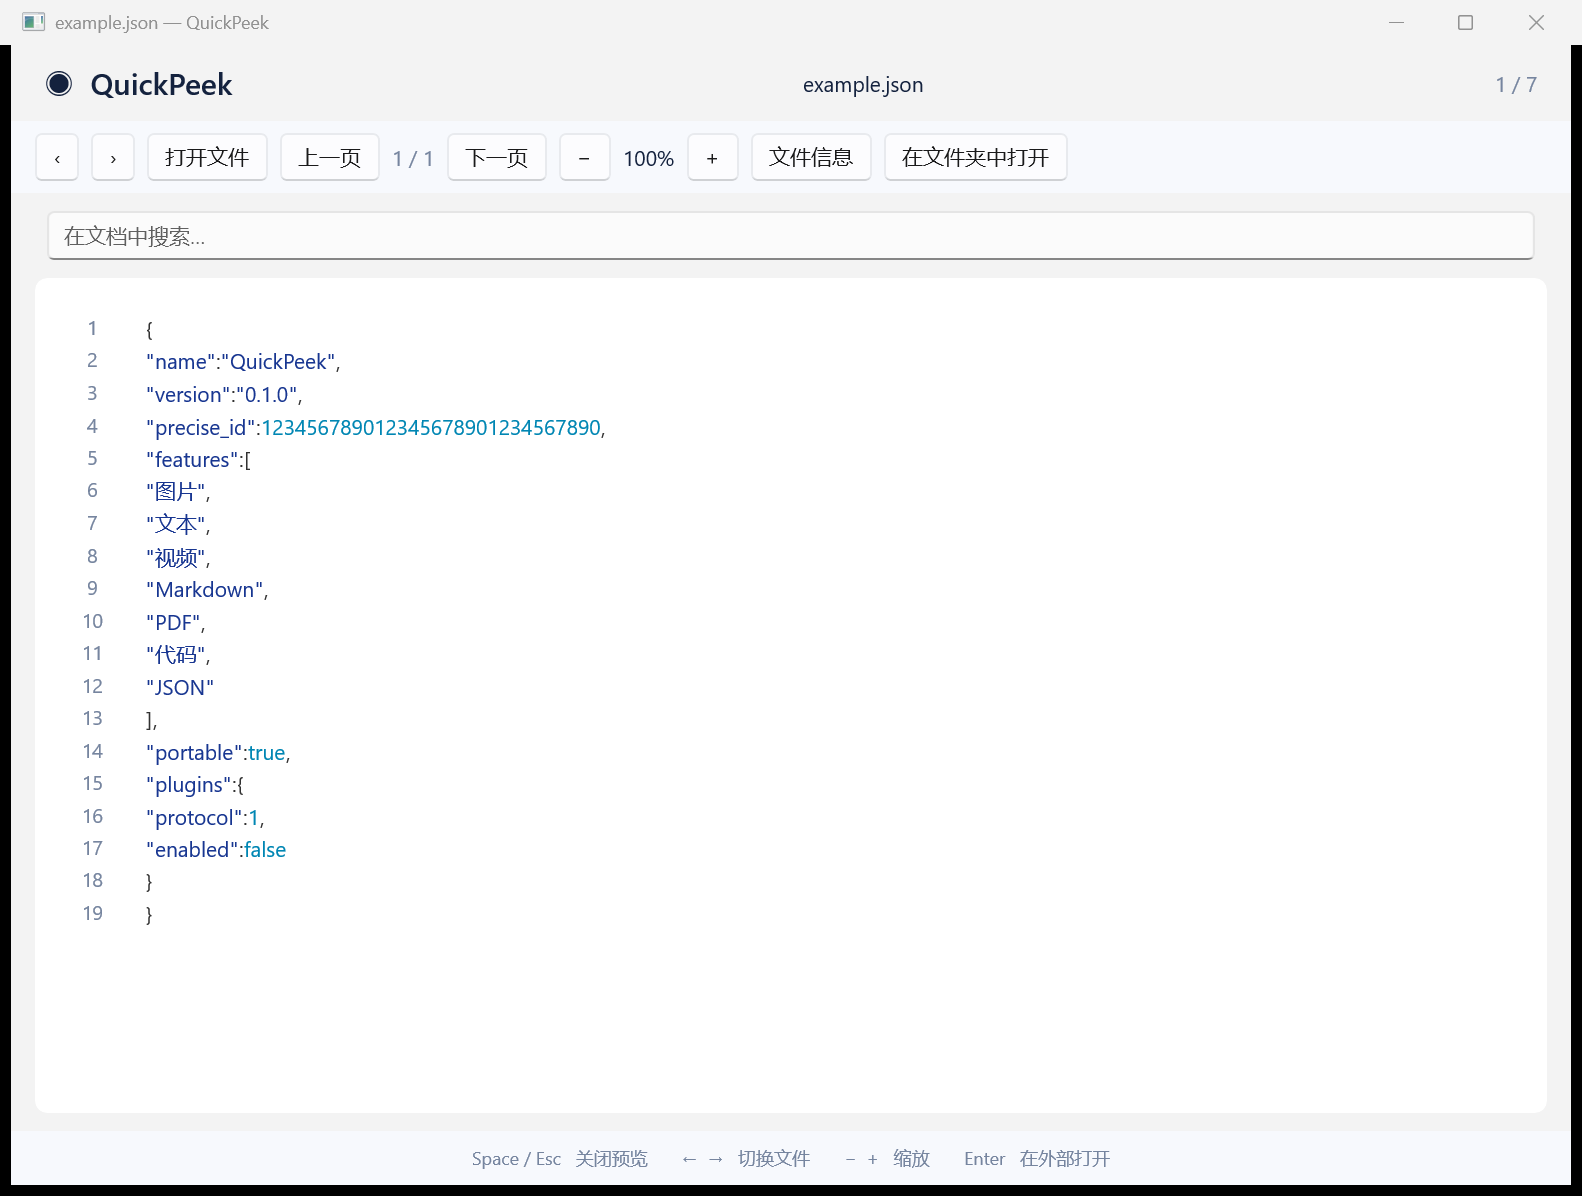 example.json — QuickPeek
QuickPeek
example.json
1 / 7
‹ › 打开文件 上一页 1 / 1 下一页 − 100% + 文件信息 在文件夹中打开
在文档中搜索...
1 {
2 "name":"QuickPeek",
3 "version":"0.1.0",
4 "precise_id":123456789012345678901234567890,
5 "features":[
6 "图片",
7 "文本",
8 "视频",
9 "Markdown",
10 "PDF",
11 "代码",
12 "JSON"
13 ],
14 "portable":true,
15 "plugins":{
16 "protocol":1,
17 "enabled":false
18 }
19 }
Space / Esc 关闭预览 ← → 切换文件 − + 缩放 Enter 在外部打开